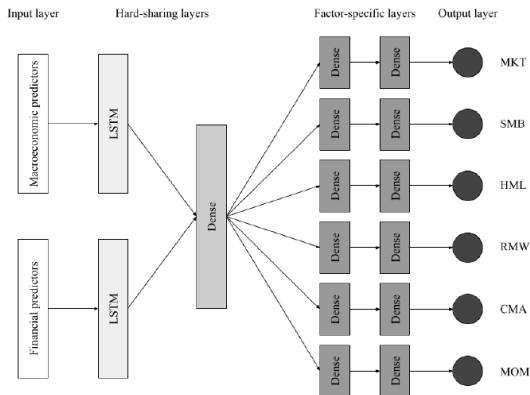 Input layer
Hard-sharing layers
Factor-specific layers
Output layer
Macroeconomic predictors
LSTM
Financial predictors
LSTM
Dense
Dense
Dense
MKT
Dense
Dense
SMB
Dense
Dense
HML
Dense
Dense
RMW
Dense
Dense
CMA
Dense
Dense
MOM